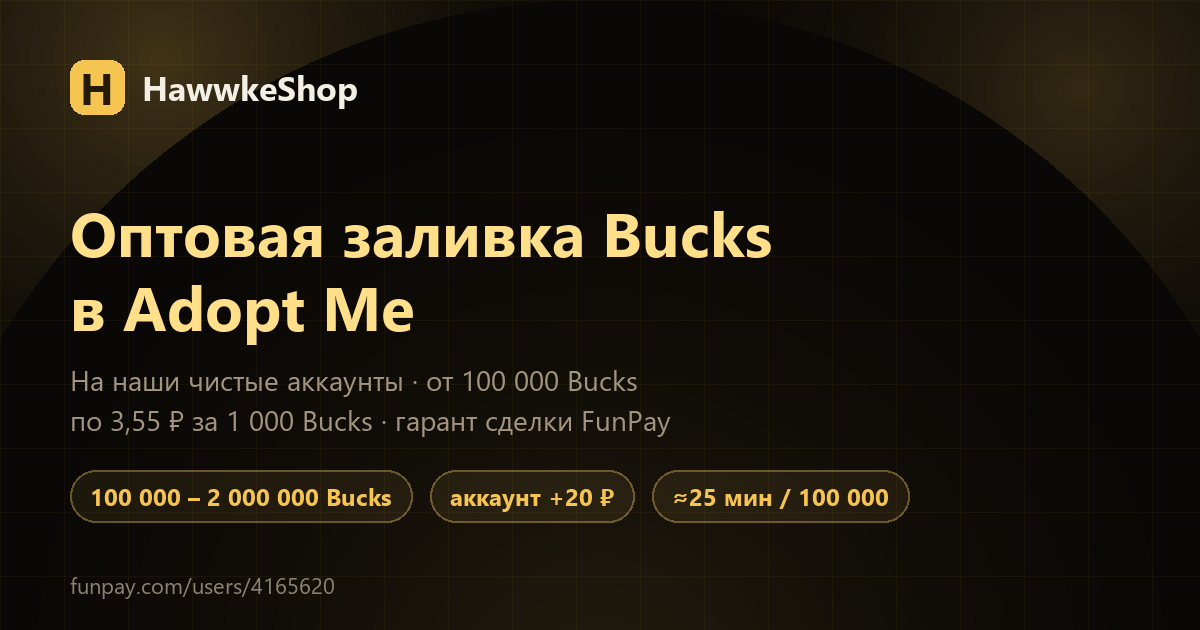 H HawwkeShop
Оптовая заливка Bucks
в Adopt Me
На наши чистые аккаунты · от 100 000 Bucks
по 3,55 ₽ за 1 000 Bucks · гарант сделки FunPay
100 000 – 2 000 000 Bucks аккаунт +20 ₽ ≈25 мин / 100 000
funpay.com/users/4165620